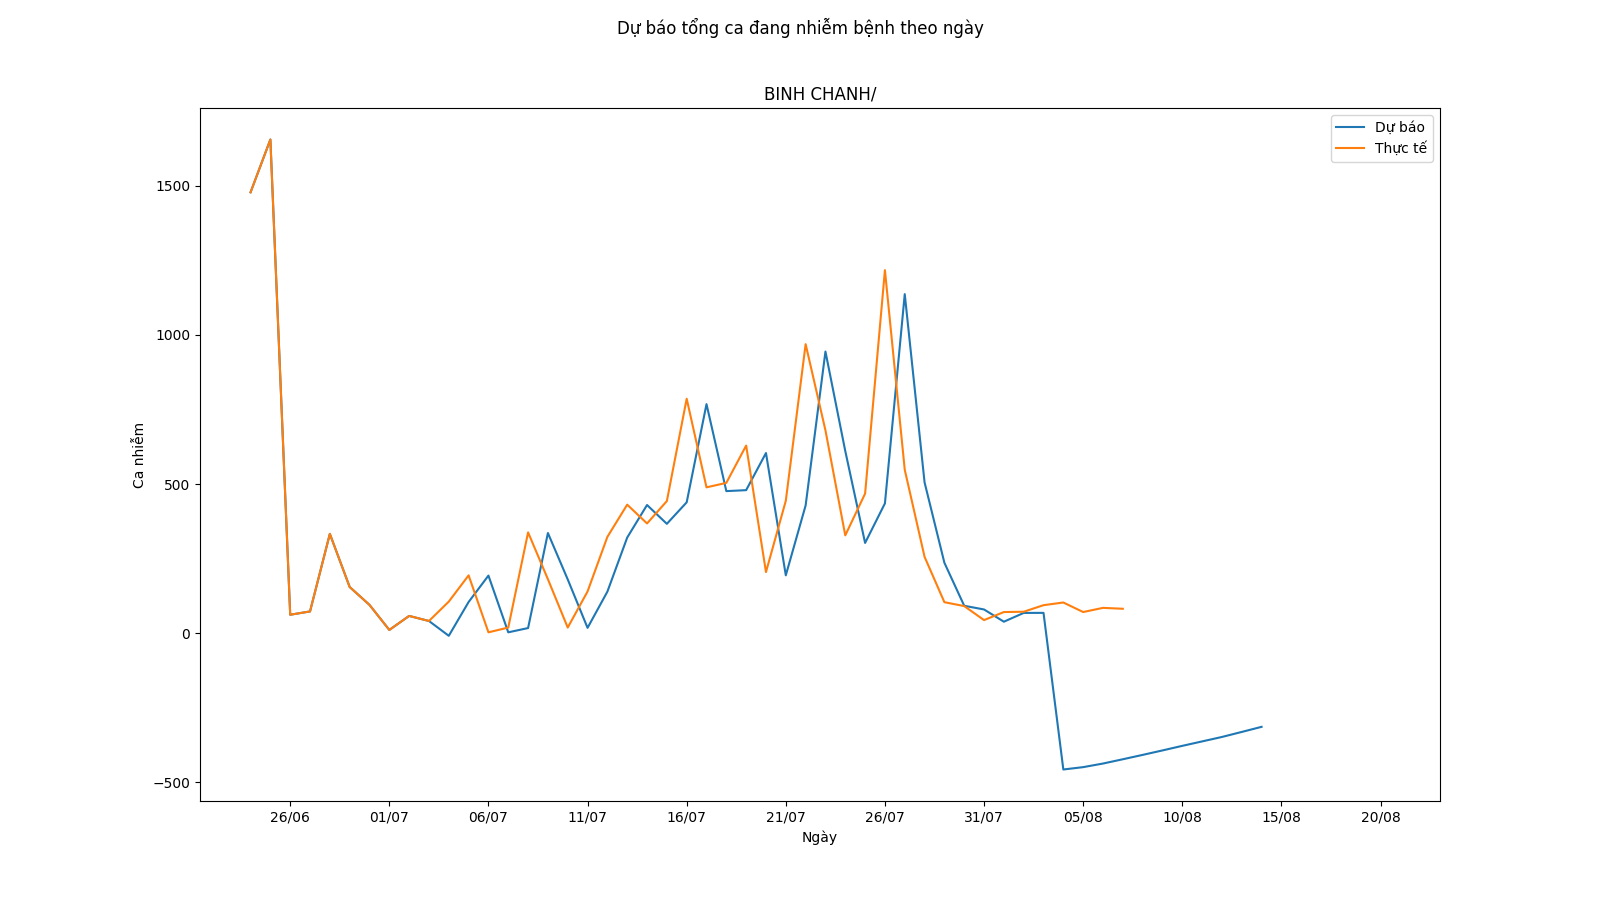 Dự báo tổng ca đang nhiễm bệnh theo ngày
BINH CHANH/
Dự báo
Thực tế
1500
1000
500
0
−500
Ca nhiễm
26/06 01/07 06/07 11/07 16/07 21/07 26/07 31/07 05/08 10/08 15/08 20/08
Ngày